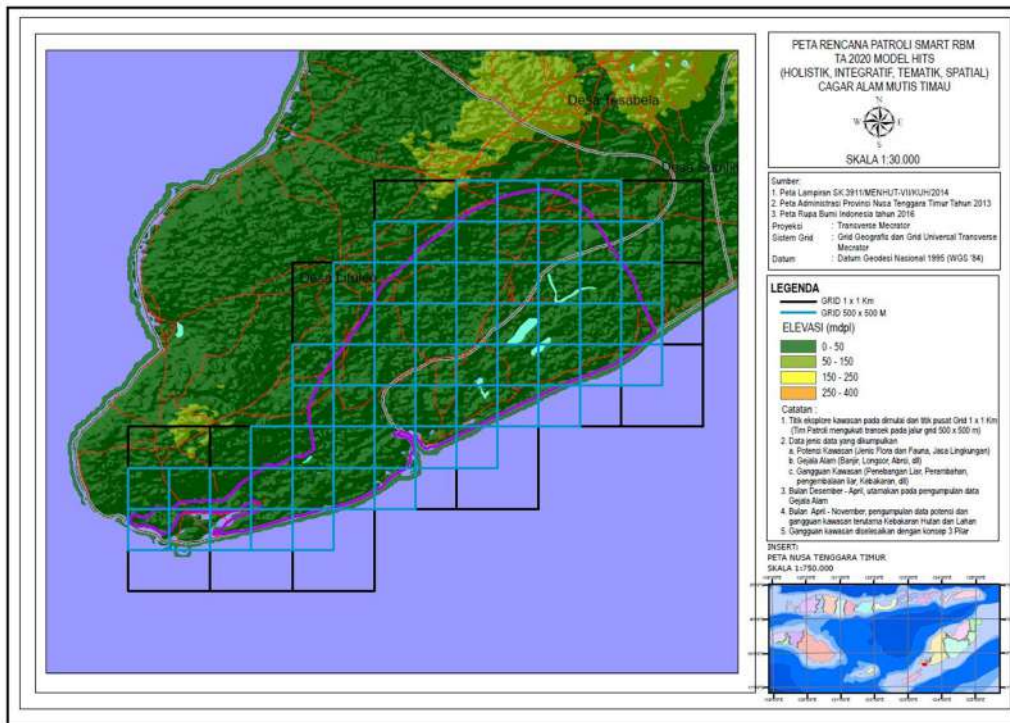 PETA RENCANA PATROLI SMART RBM
TA 2020 MODEL HITS
(HOLISTIK, INTEGRATIF, TEMATIK, SPATIAL)
CAGAR ALAM MUTIS TIMAU
N
W
E
S
SKALA 1:30.000
Sumber:
1. Peta Lampiran SK.3911/MENHUT-VII/KUH/2014
2. Peta Administrasi Provinsi Nusa Tenggara Timur Tahun 2013
3. Peta Rupa Bumi Indonesia tahun 2016
Proyeksi : Transverse Mecrator
Sistem Grid : Grid Geografis dan Grid Universal Transverse
Mecrator
Datum : Datum Geodesi Nasional 1995 (WGS '84)
LEGENDA
GRID 1 x 1 Km
GRID 500 x 500 M
ELEVASI (mdpl)
0 - 50
50 - 150
150 - 250
250 - 400
Catatan :
1. Titik eksplore kawasan pada dimulai dari titik pusat Grid 1 x 1 Km
(Tim Patroli mengikuti transek pada jalur grid 500 x 500 m)
2. Data jenis data yang dikumpulkan
a. Potensi Kawasan (Jenis Flora dan Fauna, Jasa Lingkungan)
b. Gejala Alam (Banjir, Longsor, Abrsi, dll)
c. Gangguan Kawasan (Penebangan Liar, Perambahan,
pengembalaan liar, Kebakaran, dll)
3. Bulan Desember - April, utamakan pada pengumpulan data
Gejala Alam
4. Bulan April - November, pengumpulan data potensi dan
gangguan kawasan terutama Kebakaran Hutan dan Lahan
5. Gangguan kawasan diselesaikan dengan konsep 3 Pilar
INSERT:
PETA NUSA TENGGARA TIMUR
SKALA 1:750.000
Desa
Desa
Desa